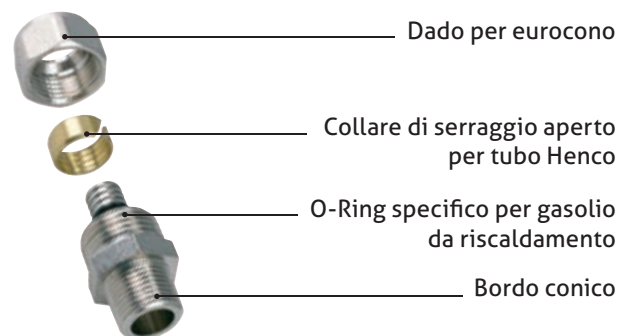 Dado per eurocono
Collare di serraggio aperto
per tubo Henco
O-Ring specifico per gasolio
da riscaldamento
Bordo conico